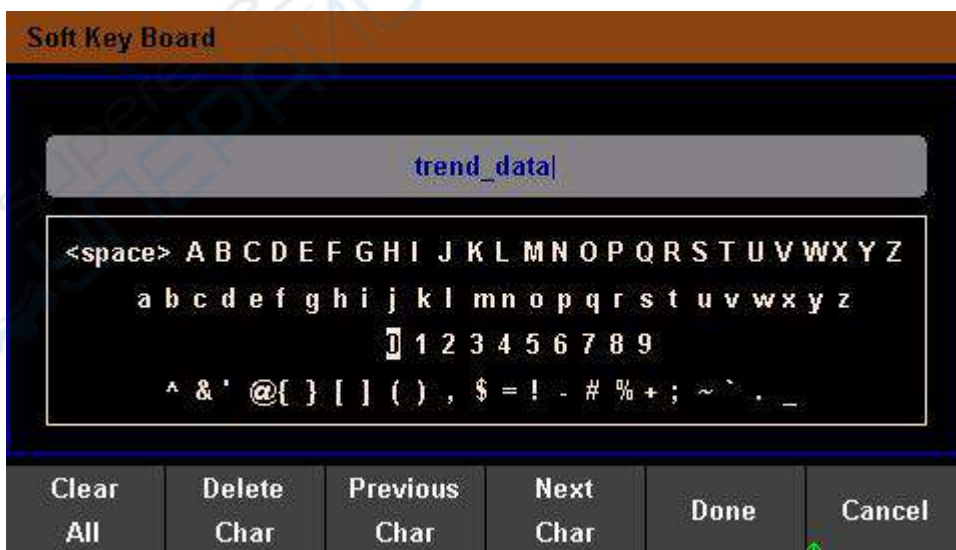 Soft Key Board
trend_data
<space> A B C D E F G H I J K L M N O P Q R S T U V W X Y Z
a b c d e f g h i j k l m n o p q r s t u v w x y z
0 1 2 3 4 5 6 7 8 9
^ & ' @ { } [ ] ( ) , $ = ! - # % + ; ~ ` . _
Clear All
Delete Char
Previous Char
Next Char
Done
Cancel